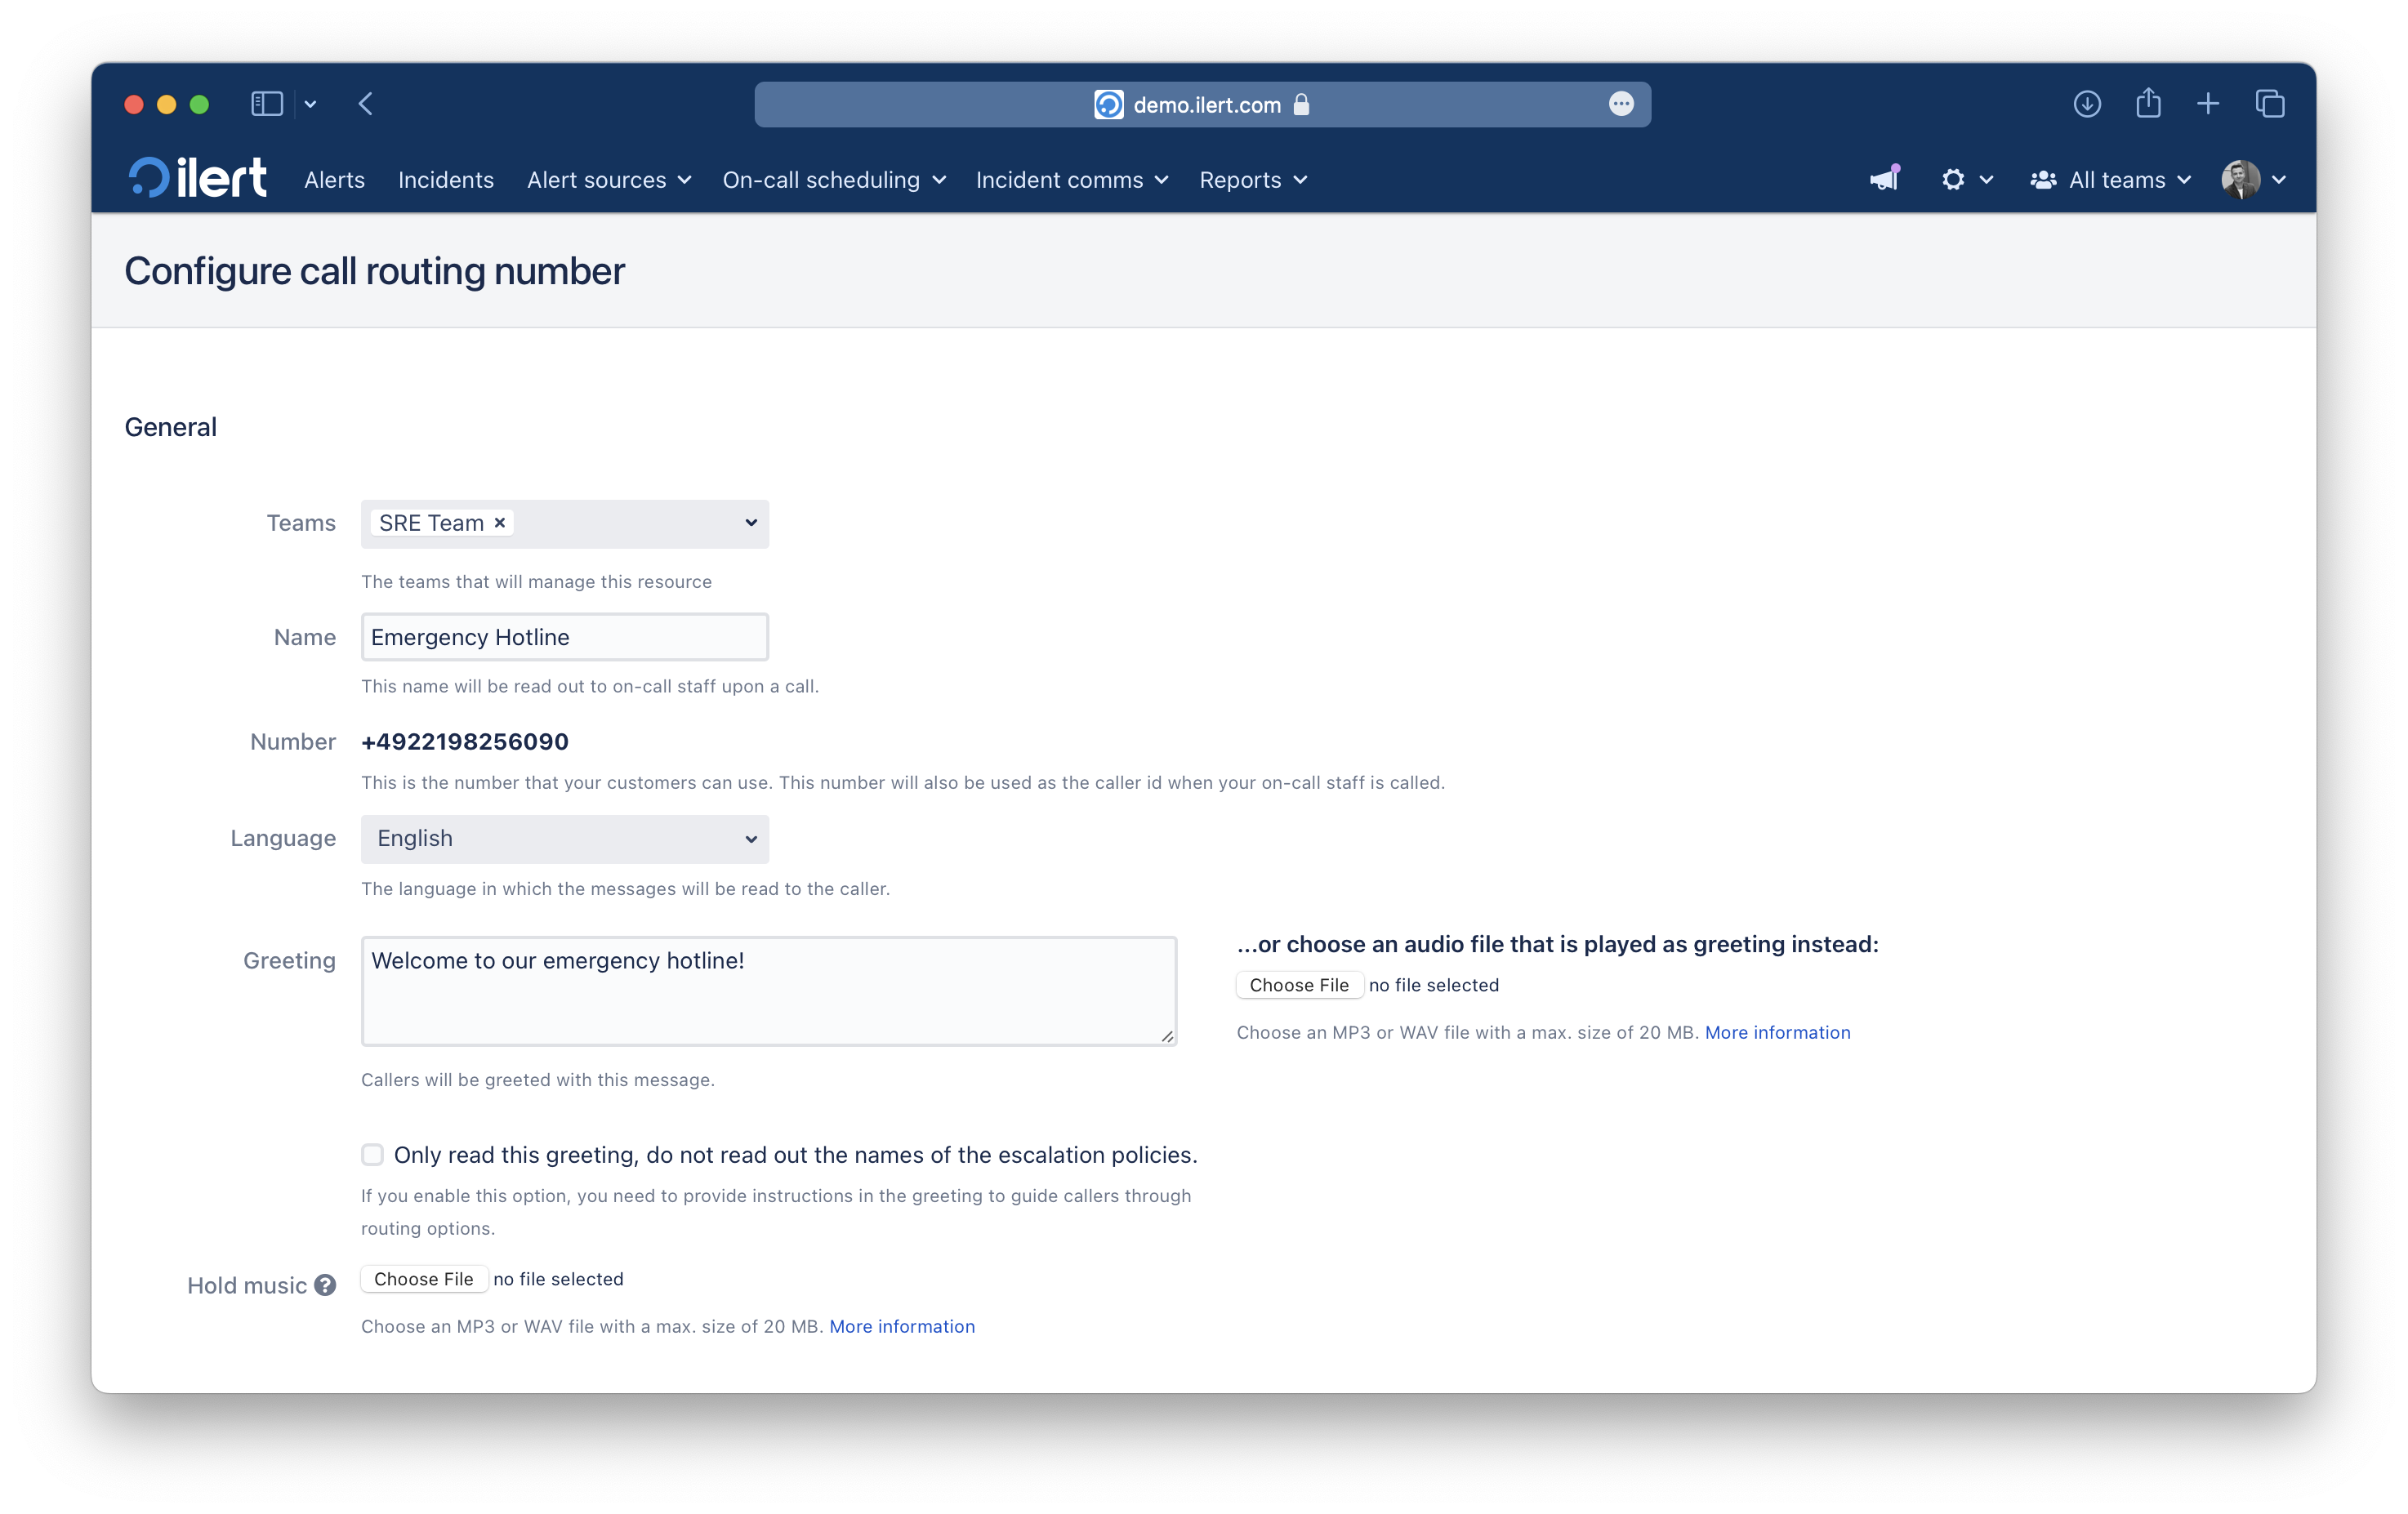 demo.ilert.com
ilert Alerts Incidents Alert sources On-call scheduling Incident comms Reports All teams
Configure call routing number
General
Teams SRE Team ×
The teams that will manage this resource
Name Emergency Hotline
This name will be read out to on-call staff upon a call.
Number +4922198256090
This is the number that your customers can use. This number will also be used as the caller id when your on-call staff is called.
Language English
The language in which the messages will be read to the caller.
Greeting Welcome to our emergency hotline!
Callers will be greeted with this message.
...or choose an audio file that is played as greeting instead:
Choose File no file selected
Choose an MP3 or WAV file with a max. size of 20 MB. More information
Only read this greeting, do not read out the names of the escalation policies.
If you enable this option, you need to provide instructions in the greeting to guide callers through
routing options.
Hold music ? Choose File no file selected
Choose an MP3 or WAV file with a max. size of 20 MB. More information